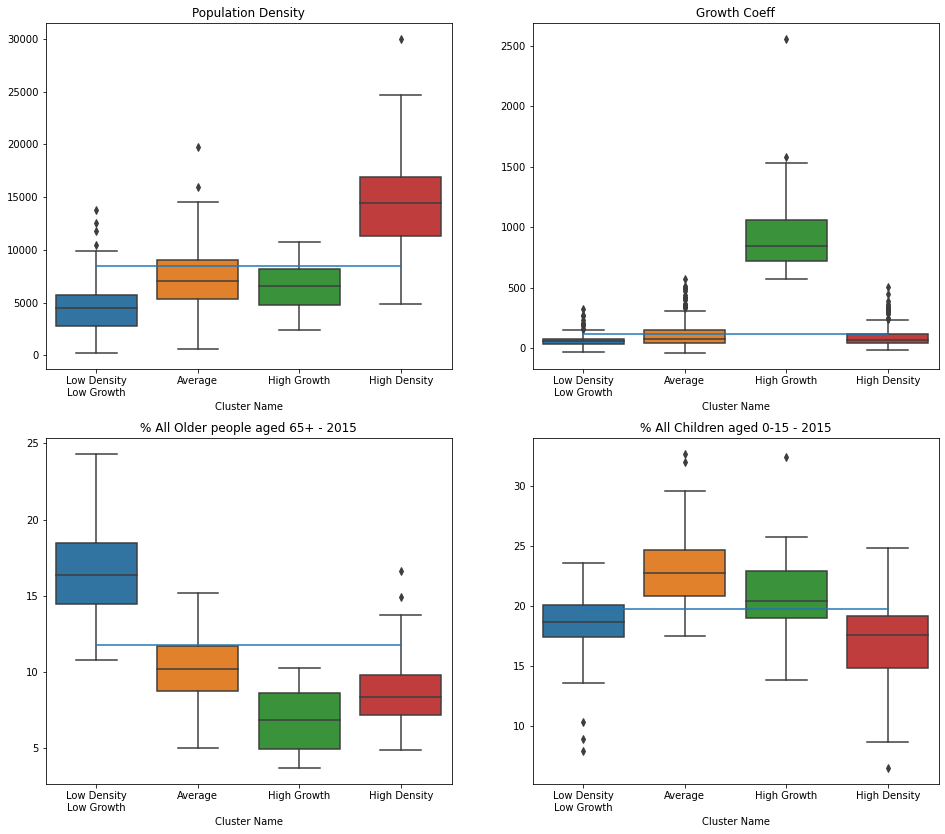 Population Density
30000
25000
20000
15000
10000
5000
0
Low Density
Low Growth
Average
High Growth
High Density
Cluster Name
Growth Coeff
2500
2000
1500
1000
500
0
Low Density
Low Growth
Average
High Growth
High Density
Cluster Name
% All Older people aged 65+ - 2015
25
20
15
10
5
Low Density
Low Growth
Average
High Growth
High Density
Cluster Name
% All Children aged 0-15 - 2015
30
25
20
15
10
Low Density
Low Growth
Average
High Growth
High Density
Cluster Name